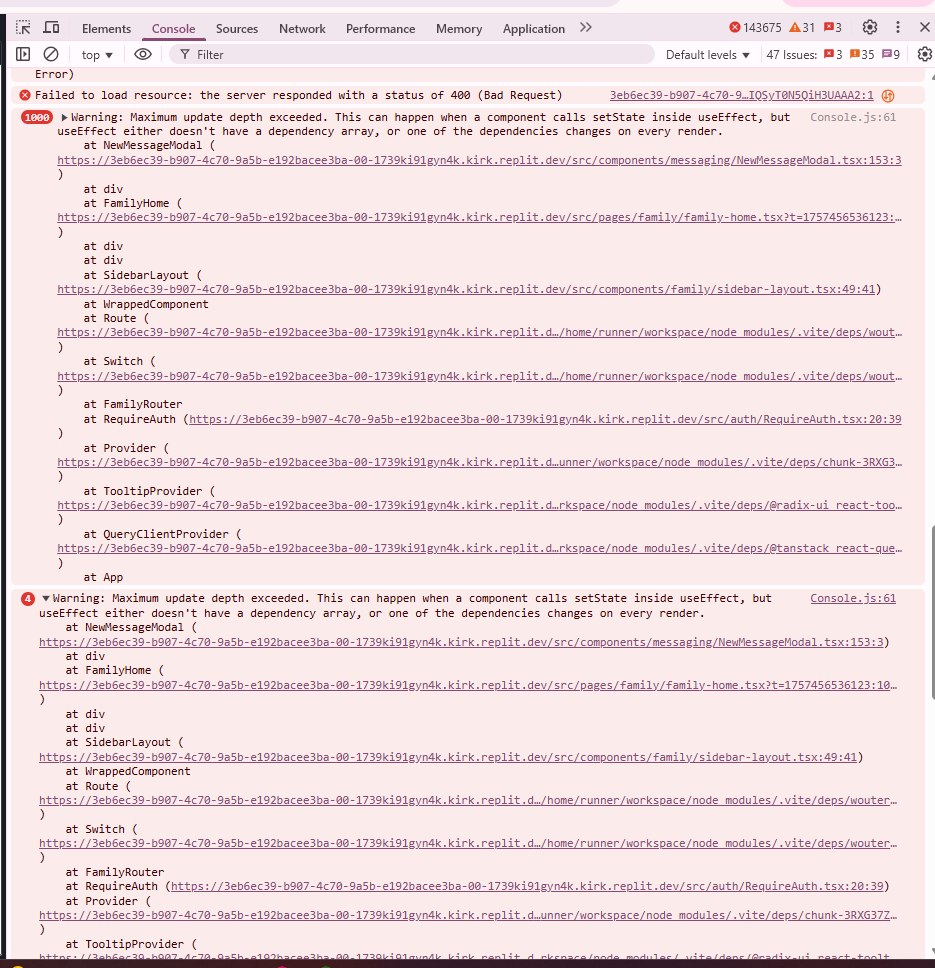 Elements Console Sources Network Performance Memory Application 143675 31 3
top Filter Default levels 47 Issues: 3 35 9
Error)
Failed to load resource: the server responded with a status of 400 (Bad Request) 3eb6ec39-b907-4c70-9…IQSyT0N5QiH3UAAA2:1
1000 Warning: Maximum update depth exceeded. This can happen when a component calls setState inside useEffect, but Console.js:61
useEffect either doesn't have a dependency array, or one of the dependencies changes on every render.
at NewMessageModal (
https://3eb6ec39-b907-4c70-9a5b-e192bacee3ba-00-1739ki91gyn4k.kirk.replit.dev/src/components/messaging/NewMessageModal.tsx:153:3
)
at div
at FamilyHome (
https://3eb6ec39-b907-4c70-9a5b-e192bacee3ba-00-1739ki91gyn4k.kirk.replit.dev/src/pages/family/family-home.tsx?t=1757456536123:…
)
at div
at div
at SidebarLayout (
https://3eb6ec39-b907-4c70-9a5b-e192bacee3ba-00-1739ki91gyn4k.kirk.replit.dev/src/components/family/sidebar-layout.tsx:49:41)
at WrappedComponent
at Route (
https://3eb6ec39-b907-4c70-9a5b-e192bacee3ba-00-1739ki91gyn4k.kirk.replit.d…/home/runner/workspace/node_modules/.vite/deps/wout…
)
at Switch (
https://3eb6ec39-b907-4c70-9a5b-e192bacee3ba-00-1739ki91gyn4k.kirk.replit.d…/home/runner/workspace/node_modules/.vite/deps/wout…
)
at FamilyRouter
at RequireAuth (https://3eb6ec39-b907-4c70-9a5b-e192bacee3ba-00-1739ki91gyn4k.kirk.replit.dev/src/auth/RequireAuth.tsx:20:39
)
at Provider (
https://3eb6ec39-b907-4c70-9a5b-e192bacee3ba-00-1739ki91gyn4k.kirk.replit.d…unner/workspace/node_modules/.vite/deps/chunk-3RXG3…
)
at TooltipProvider (
https://3eb6ec39-b907-4c70-9a5b-e192bacee3ba-00-1739ki91gyn4k.kirk.replit.d…rkspace/node_modules/.vite/deps/@radix-ui_react-too…
)
at QueryClientProvider (
https://3eb6ec39-b907-4c70-9a5b-e192bacee3ba-00-1739ki91gyn4k.kirk.replit.d…rkspace/node_modules/.vite/deps/@tanstack_react-que…
)
at App
4 Warning: Maximum update depth exceeded. This can happen when a component calls setState inside useEffect, but Console.js:61
useEffect either doesn't have a dependency array, or one of the dependencies changes on every render.
at NewMessageModal (
https://3eb6ec39-b907-4c70-9a5b-e192bacee3ba-00-1739ki91gyn4k.kirk.replit.dev/src/components/messaging/NewMessageModal.tsx:153:3)
at div
at FamilyHome (
https://3eb6ec39-b907-4c70-9a5b-e192bacee3ba-00-1739ki91gyn4k.kirk.replit.dev/src/pages/family/family-home.tsx?t=1757456536123:10…
)
at div
at div
at SidebarLayout (
https://3eb6ec39-b907-4c70-9a5b-e192bacee3ba-00-1739ki91gyn4k.kirk.replit.dev/src/components/family/sidebar-layout.tsx:49:41)
at WrappedComponent
at Route (
https://3eb6ec39-b907-4c70-9a5b-e192bacee3ba-00-1739ki91gyn4k.kirk.replit.d…/home/runner/workspace/node_modules/.vite/deps/wouter…
)
at Switch (
https://3eb6ec39-b907-4c70-9a5b-e192bacee3ba-00-1739ki91gyn4k.kirk.replit.d…/home/runner/workspace/node_modules/.vite/deps/wouter…
)
at FamilyRouter
at RequireAuth (https://3eb6ec39-b907-4c70-9a5b-e192bacee3ba-00-1739ki91gyn4k.kirk.replit.dev/src/auth/RequireAuth.tsx:20:39)
at Provider (
https://3eb6ec39-b907-4c70-9a5b-e192bacee3ba-00-1739ki91gyn4k.kirk.replit.d…unner/workspace/node_modules/.vite/deps/chunk-3RXG37Z…
)
at TooltipProvider (
https://3eb6ec39-b907-4c70-9a5b-e192bacee3ba-00-1739ki91gyn4k.kirk.replit.d…rkspace/node_modules/.vite/deps/@radix-ui_react-toolt…